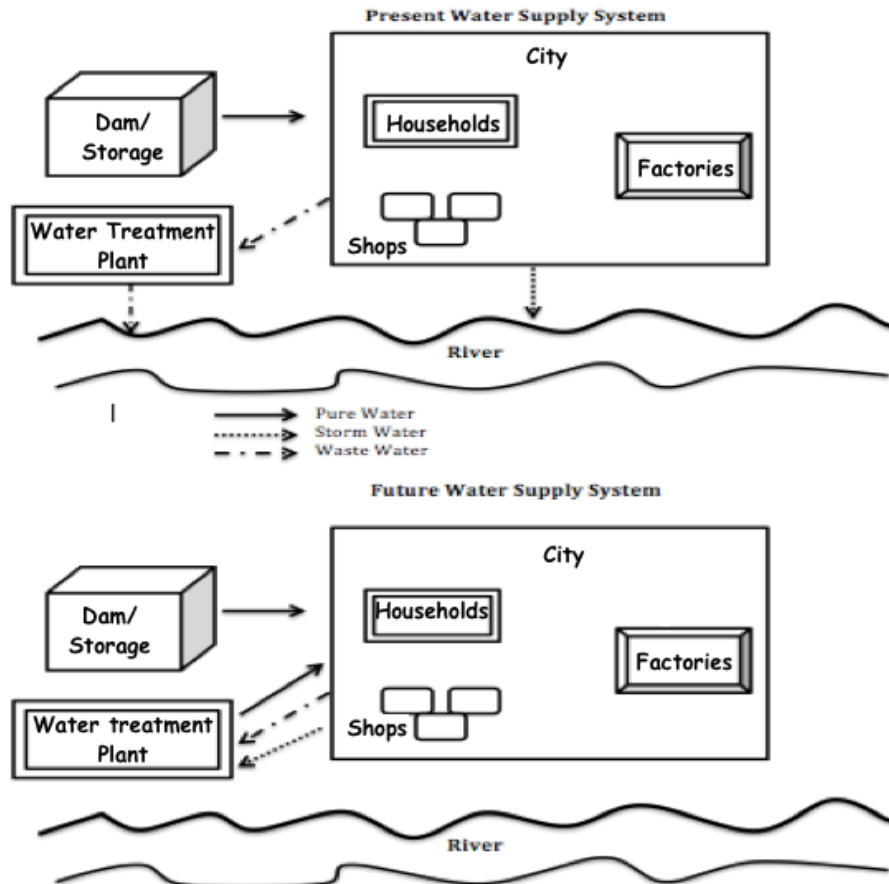 Present Water Supply System
City
Dam/
Storage
Households
Factories
Water Treatment
Plant
Shops
River
Pure Water
Storm Water
Waste Water
Future Water Supply System
City
Dam/
Storage
Households
Factories
Water treatment
Plant
Shops
River